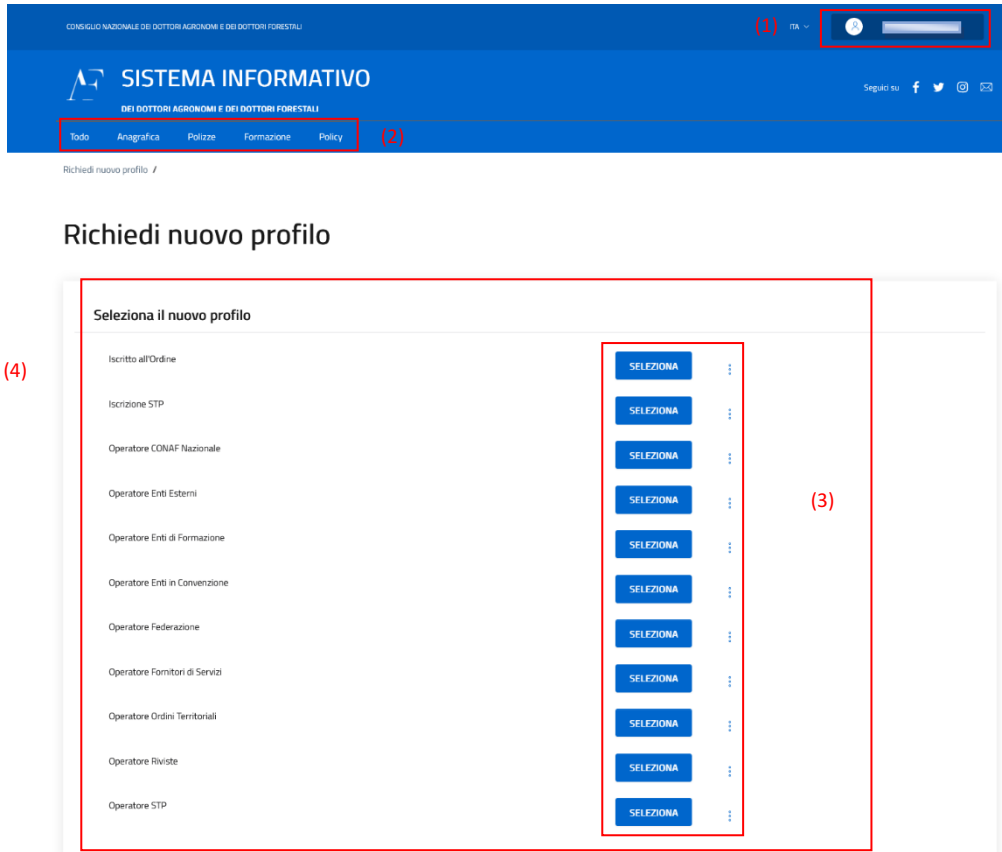 CONSIGLIO NAZIONALE DEI DOTTORI AGRONOMI E DEI DOTTORI FORESTALI
(1) ITA
SISTEMA INFORMATIVO
DEI DOTTORI AGRONOMI E DEI DOTTORI FORESTALI
Seguici su
Todo Anagrafica Polizze Formazione Policy (2)
Richiedi nuovo profilo /
Richiedi nuovo profilo
Seleziona il nuovo profilo
(4)
Iscritto all'Ordine SELEZIONA
Iscrizione STP SELEZIONA
Operatore CONAF Nazionale SELEZIONA
Operatore Enti Esterni SELEZIONA
(3)
Operatore Enti di Formazione SELEZIONA
Operatore Enti in Convenzione SELEZIONA
Operatore Federazione SELEZIONA
Operatore Fornitori di Servizi SELEZIONA
Operatore Ordini Territoriali SELEZIONA
Operatore Riviste SELEZIONA
Operatore STP SELEZIONA